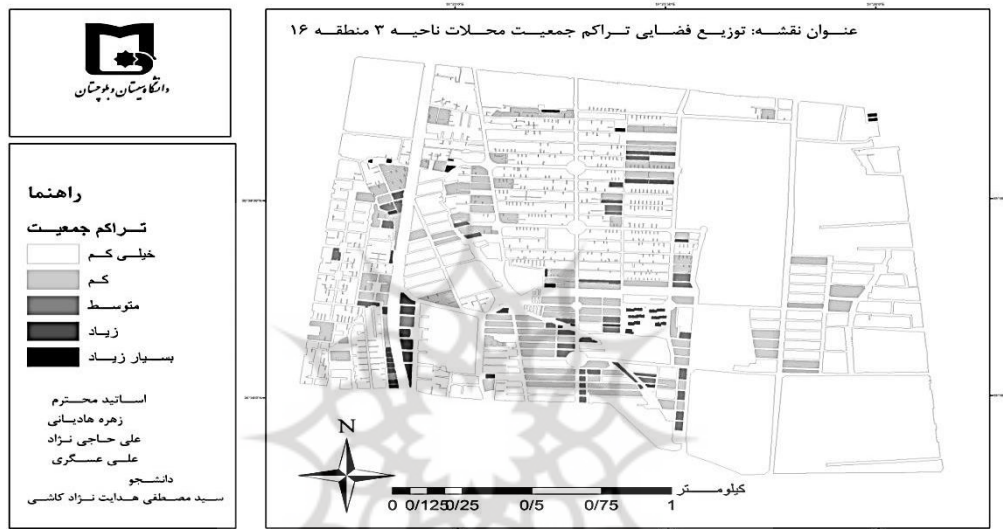 عنوان نقشه: توزیع فضایی تراکم جمعیت محلات ناحیه ۳ منطقه ۱۶
دانشگاه سیستان و بلوچستان
راهنما
تراکم جمعیت
خیلی کم
کم
متوسط
زیاد
بسیار زیاد
اساتید محترم
زهره هادیانی
علی حاجی نژاد
علی عسگری
دانشجو
سید مصطفی هدایت نژاد کاشی
N
کیلومتر
0 0/125 0/25 0/5 0/75 1